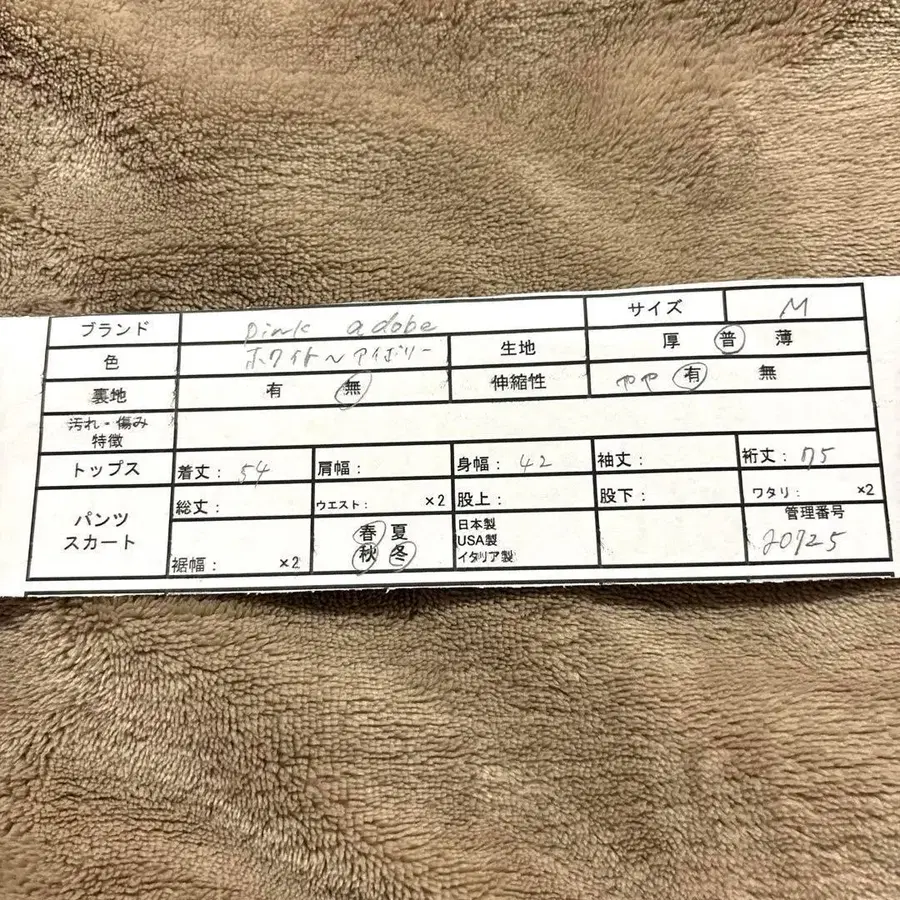 ブランド pink adobe サイズ M
色 ホワイト〜アイボリー 生地 厚 普 薄
裏地 有 無 伸縮性 やや 有 無
汚れ・傷み
特徴
トップス 着丈: 54 肩幅: 身幅: 42 袖丈: 裄丈: 75
パンツ
スカート
総丈: ウエスト: ×2 股上: 股下: ワタリ: ×2
裾幅: ×2
春 夏
秋 冬
日本製
USA製
イタリア製
管理番号
20725